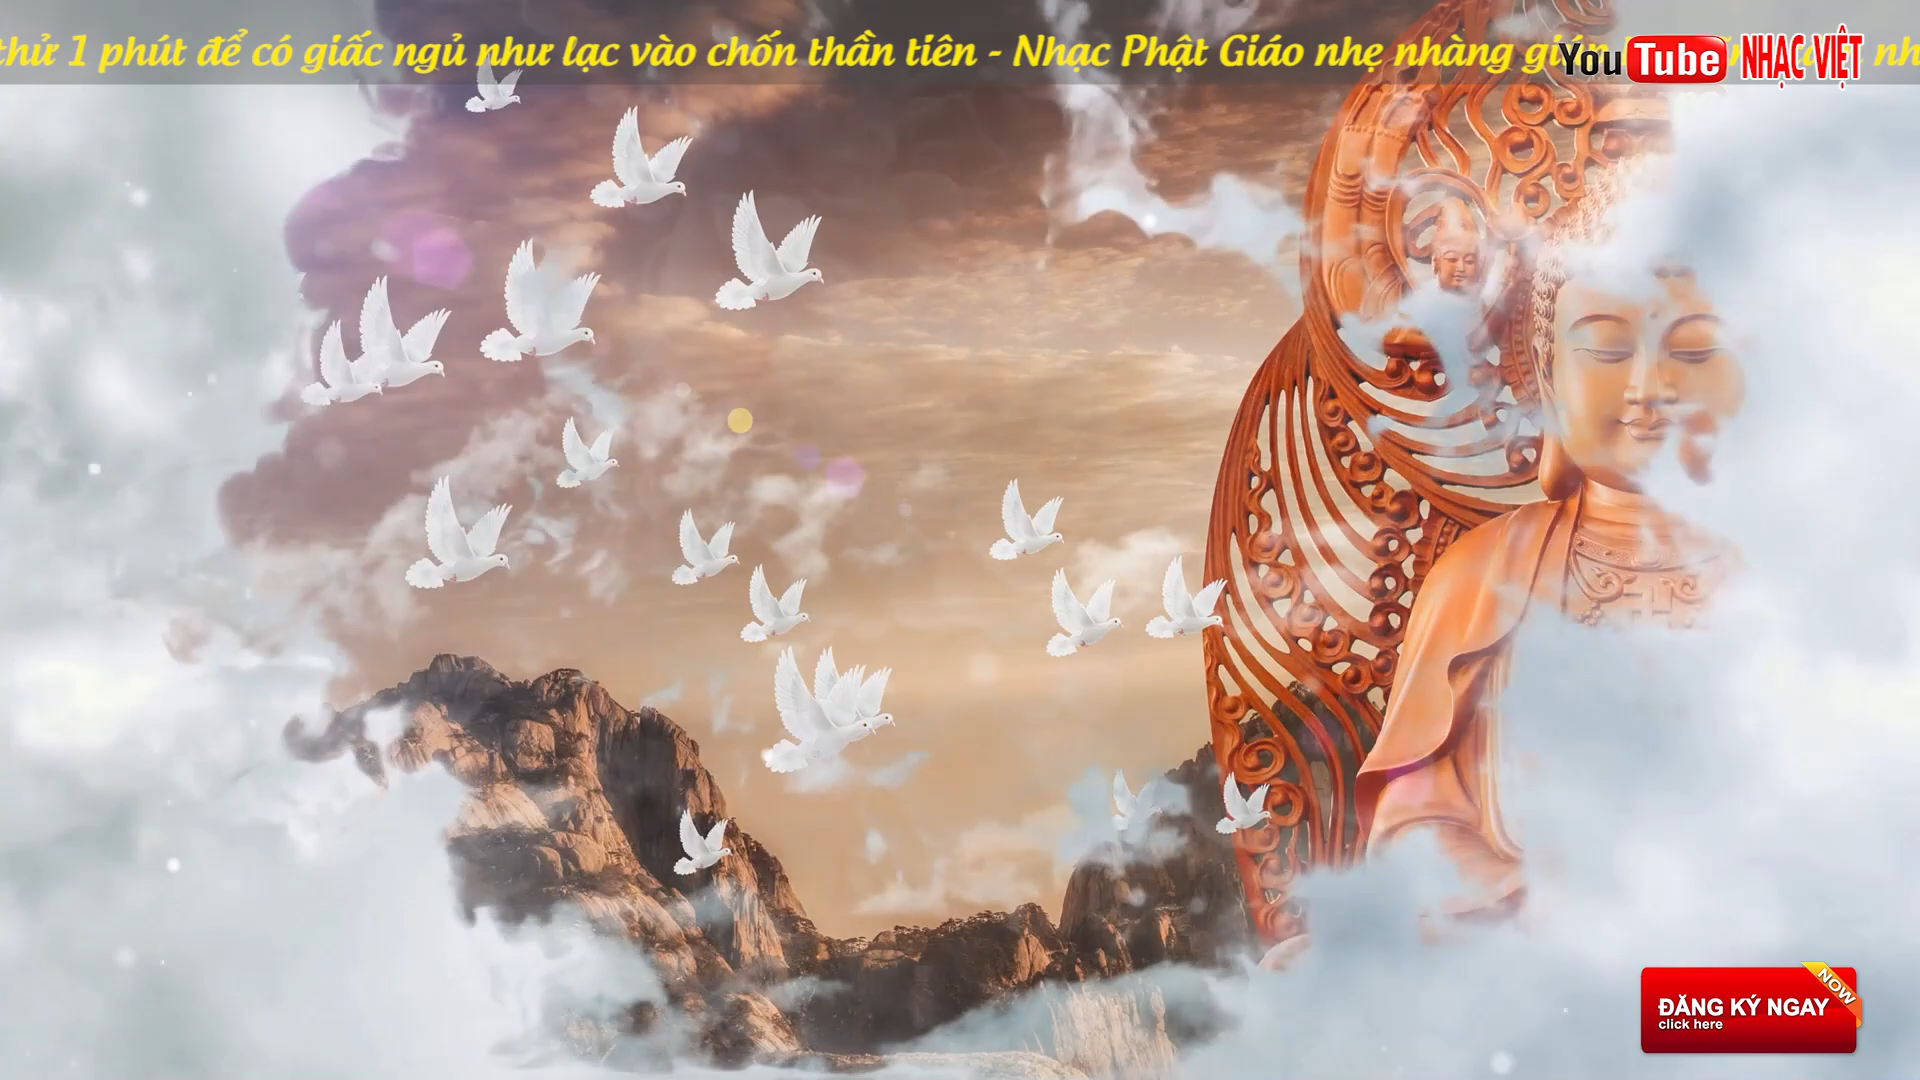 thử 1 phút để có giấc ngủ như lạc vào chốn thần tiên - Nhạc Phật Giáo nhẹ nhàng
YouTube NHẠC VIỆT
NOW
ĐĂNG KÝ NGAY
click here